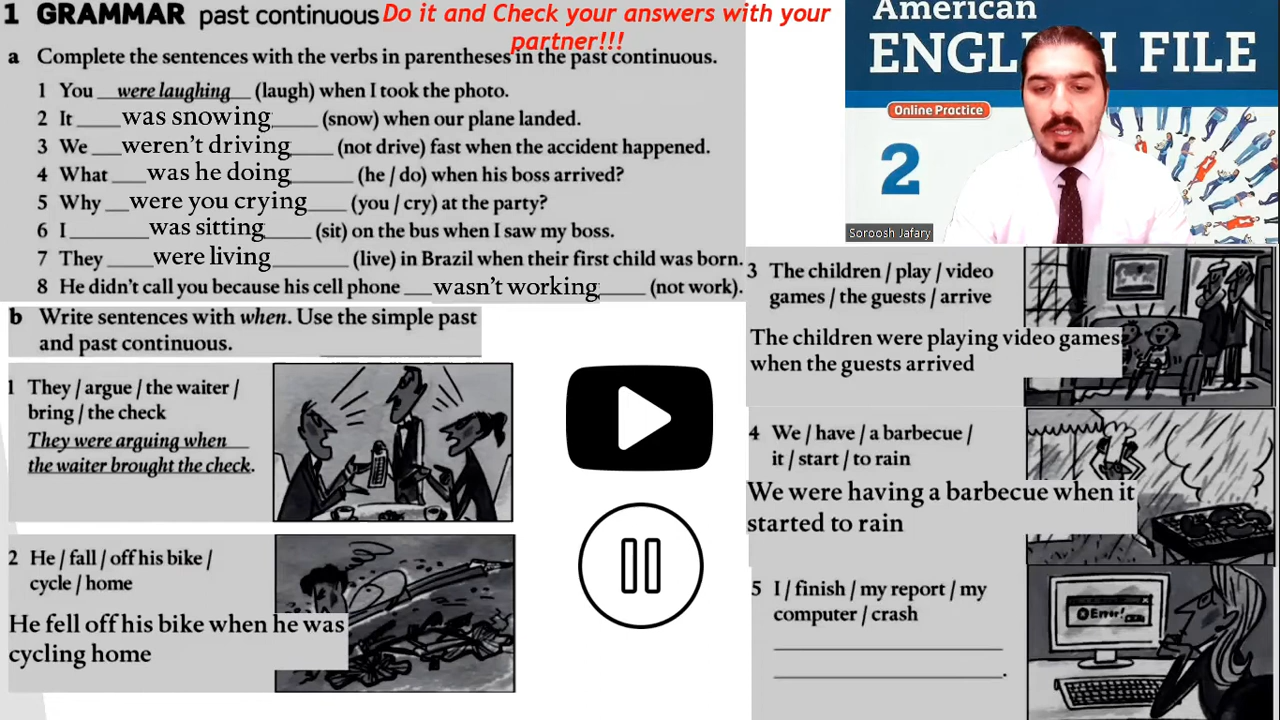 1 GRAMMAR past continuous
Do it and Check your answers with your
partner!!!
a Complete the sentences with the verbs in parentheses in the past continuous.
1 You were laughing (laugh) when I took the photo.
2 It was snowing (snow) when our plane landed.
3 We weren't driving (not drive) fast when the accident happened.
4 What was he doing (he / do) when his boss arrived?
5 Why were you crying (you / cry) at the party?
6 I was sitting (sit) on the bus when I saw my boss.
7 They were living (live) in Brazil when their first child was born.
8 He didn't call you because his cell phone wasn't working (not work).
b Write sentences with when. Use the simple past
and past continuous.
1 They / argue / the waiter /
bring / the check
They were arguing when
the waiter brought the check.
2 He / fall / off his bike /
cycle / home
He fell off his bike when he was
cycling home
American
ENGLISH FILE
Online Practice
2
Soroosh Jafary
3 The children / play / video
games / the guests / arrive
The children were playing video games
when the guests arrived
4 We / have / a barbecue /
it / start / to rain
We were having a barbecue when it
started to rain
5 I / finish / my report / my
computer / crash
Error!